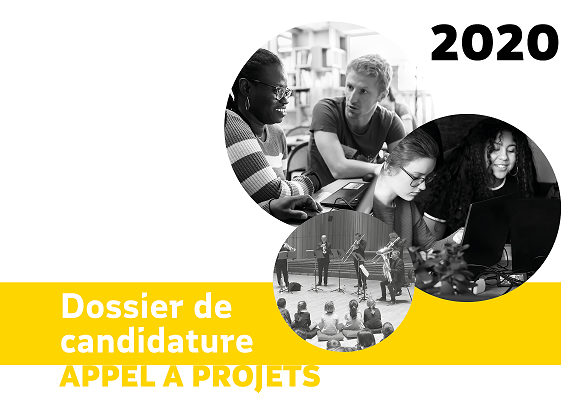 2020
Dossier de
candidature
APPEL A PROJETS